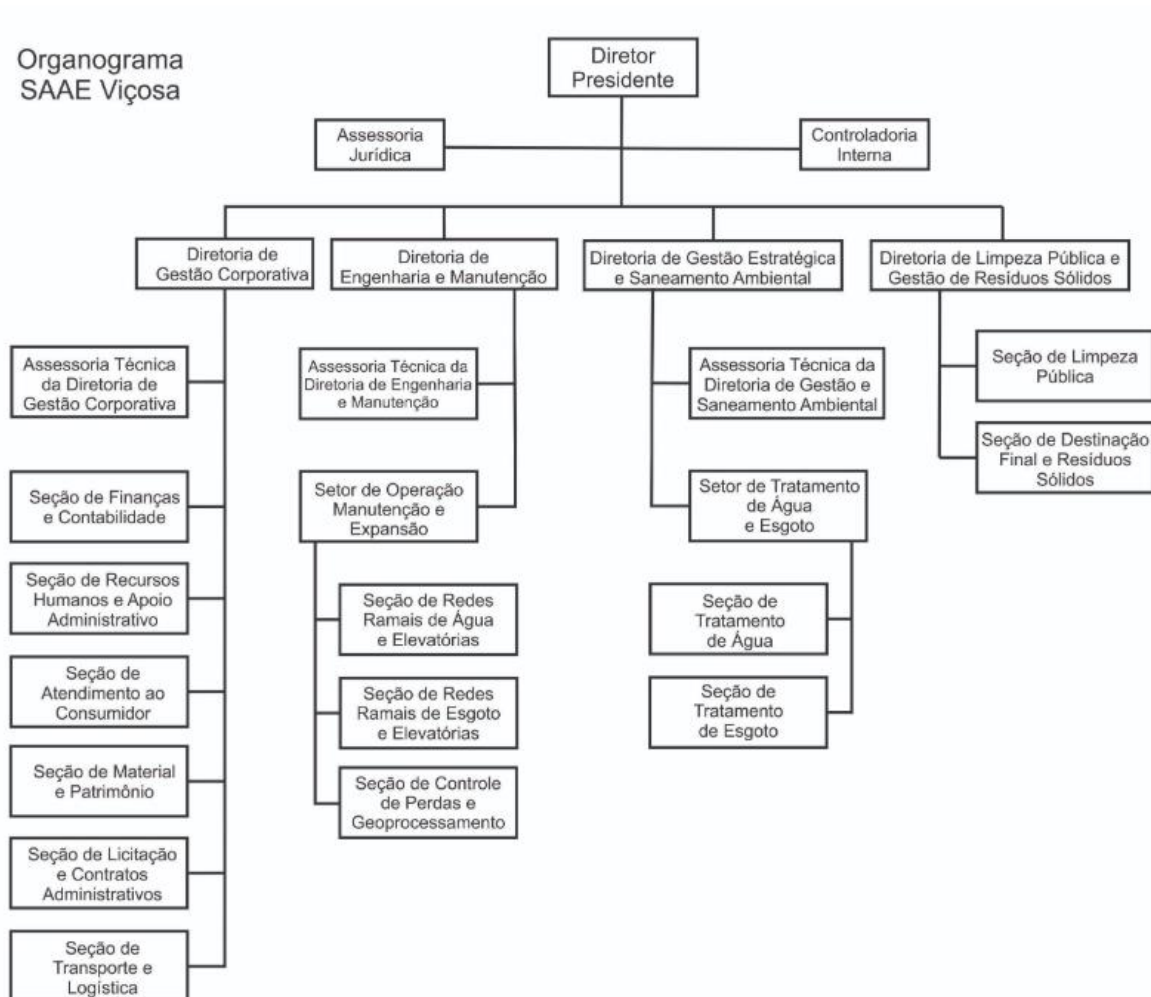 Organograma
SAAE Viçosa
Diretor
Presidente
Assessoria
Jurídica
Controladoria
Interna
Diretoria de
Gestão Corporativa
Diretoria de
Engenharia e Manutenção
Diretoria de Gestão Estratégica
e Saneamento Ambiental
Diretoria de Limpeza Pública e
Gestão de Resíduos Sólidos
Assessoria Técnica
da Diretoria de
Gestão Corporativa
Seção de Finanças
e Contabilidade
Seção de Recursos
Humanos e Apoio
Administrativo
Seção de
Atendimento ao
Consumidor
Seção de Material
e Patrimônio
Seção de Licitação
e Contratos
Administrativos
Seção de
Transporte e
Logística
Assessoria Técnica da
Diretoria de Engenharia
e Manutenção
Setor de Operação
Manutenção e
Expansão
Seção de Redes
Ramais de Água
e Elevatórias
Seção de Redes
Ramais de Esgoto
e Elevatórias
Seção de Controle
de Perdas e
Geoprocessamento
Assessoria Técnica da
Diretoria de Gestão e
Saneamento Ambiental
Setor de Tratamento
de Água
e Esgoto
Seção de
Tratamento
de Água
Seção de
Tratamento
de Esgoto
Seção de Limpeza
Pública
Seção de Destinação
Final e Resíduos
Sólidos